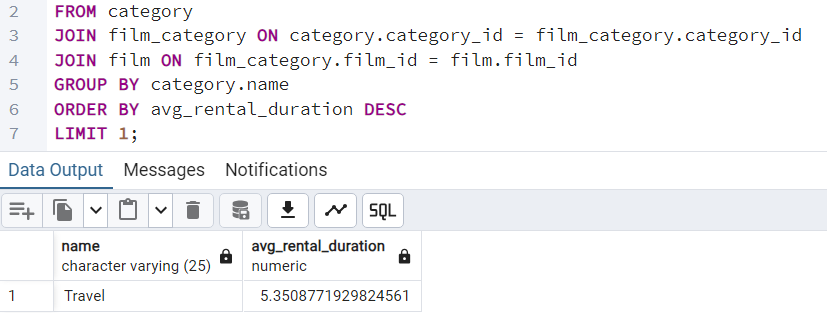 2 FROM category
3 JOIN film_category ON category.category_id = film_category.category_id
4 JOIN film ON film_category.film_id = film.film_id
5 GROUP BY category.name
6 ORDER BY avg_rental_duration DESC
7 LIMIT 1;
Data Output Messages Notifications
SQL
name avg_rental_duration
character varying (25) numeric
1 Travel 5.3508771929824561